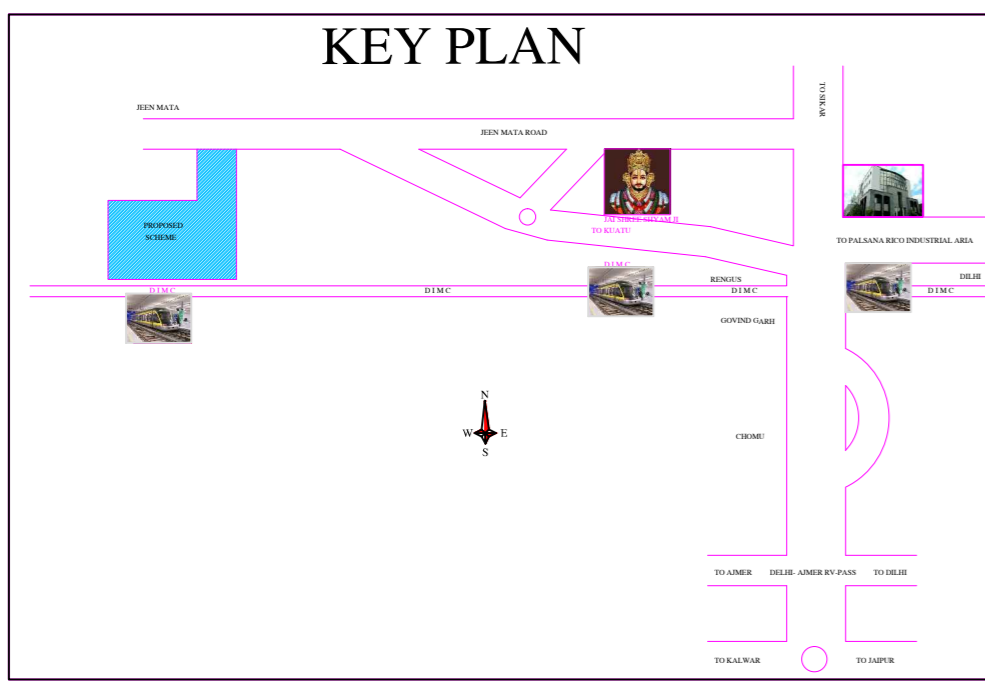 KEY PLAN
TO SIKAR
JEEN MATA
JEEN MATA ROAD
JAI SHREE SHYAM JI
TO KUATU
PROPOSED
SCHEME
TO PALSANA RICO INDUSTRIAL ARIA
D I M C
RENGUS
DILHI
D I M C
D I M C
D I M C
D I M C
GOVIND GARH
N
W E
S
CHOMU
TO AJMER DELHI- AJMER RV-PASS TO DILHI
TO KALWAR TO JAIPUR